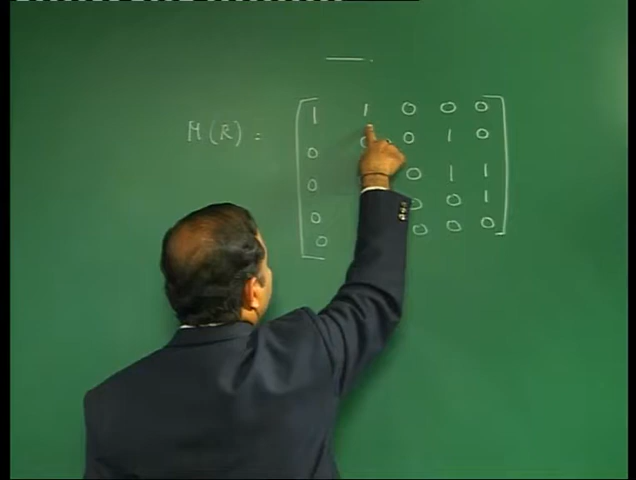 1 1 0 0 0
M(R) = 0 0 0 1 0
0 0 1 1
0 0 0 1
0 0 0 0